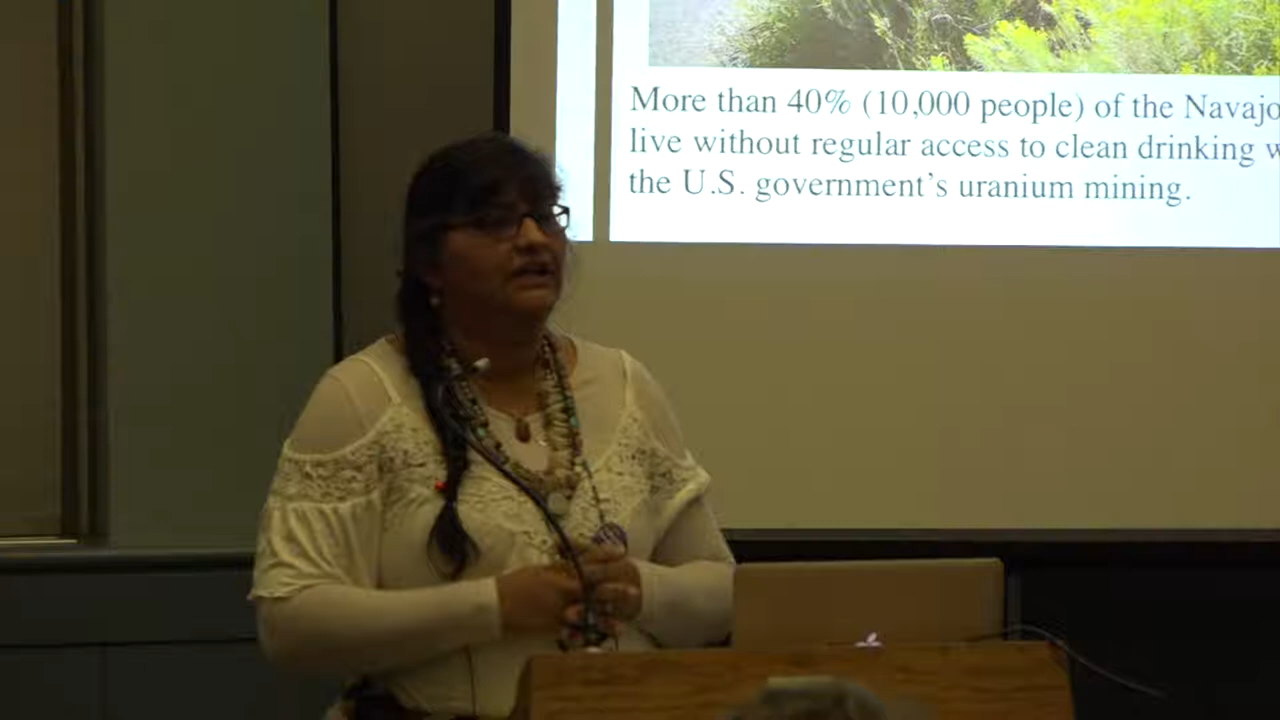 More than 40% (10,000 people) of the Navajo
live without regular access to clean drinking
the U.S. government's uranium mining.